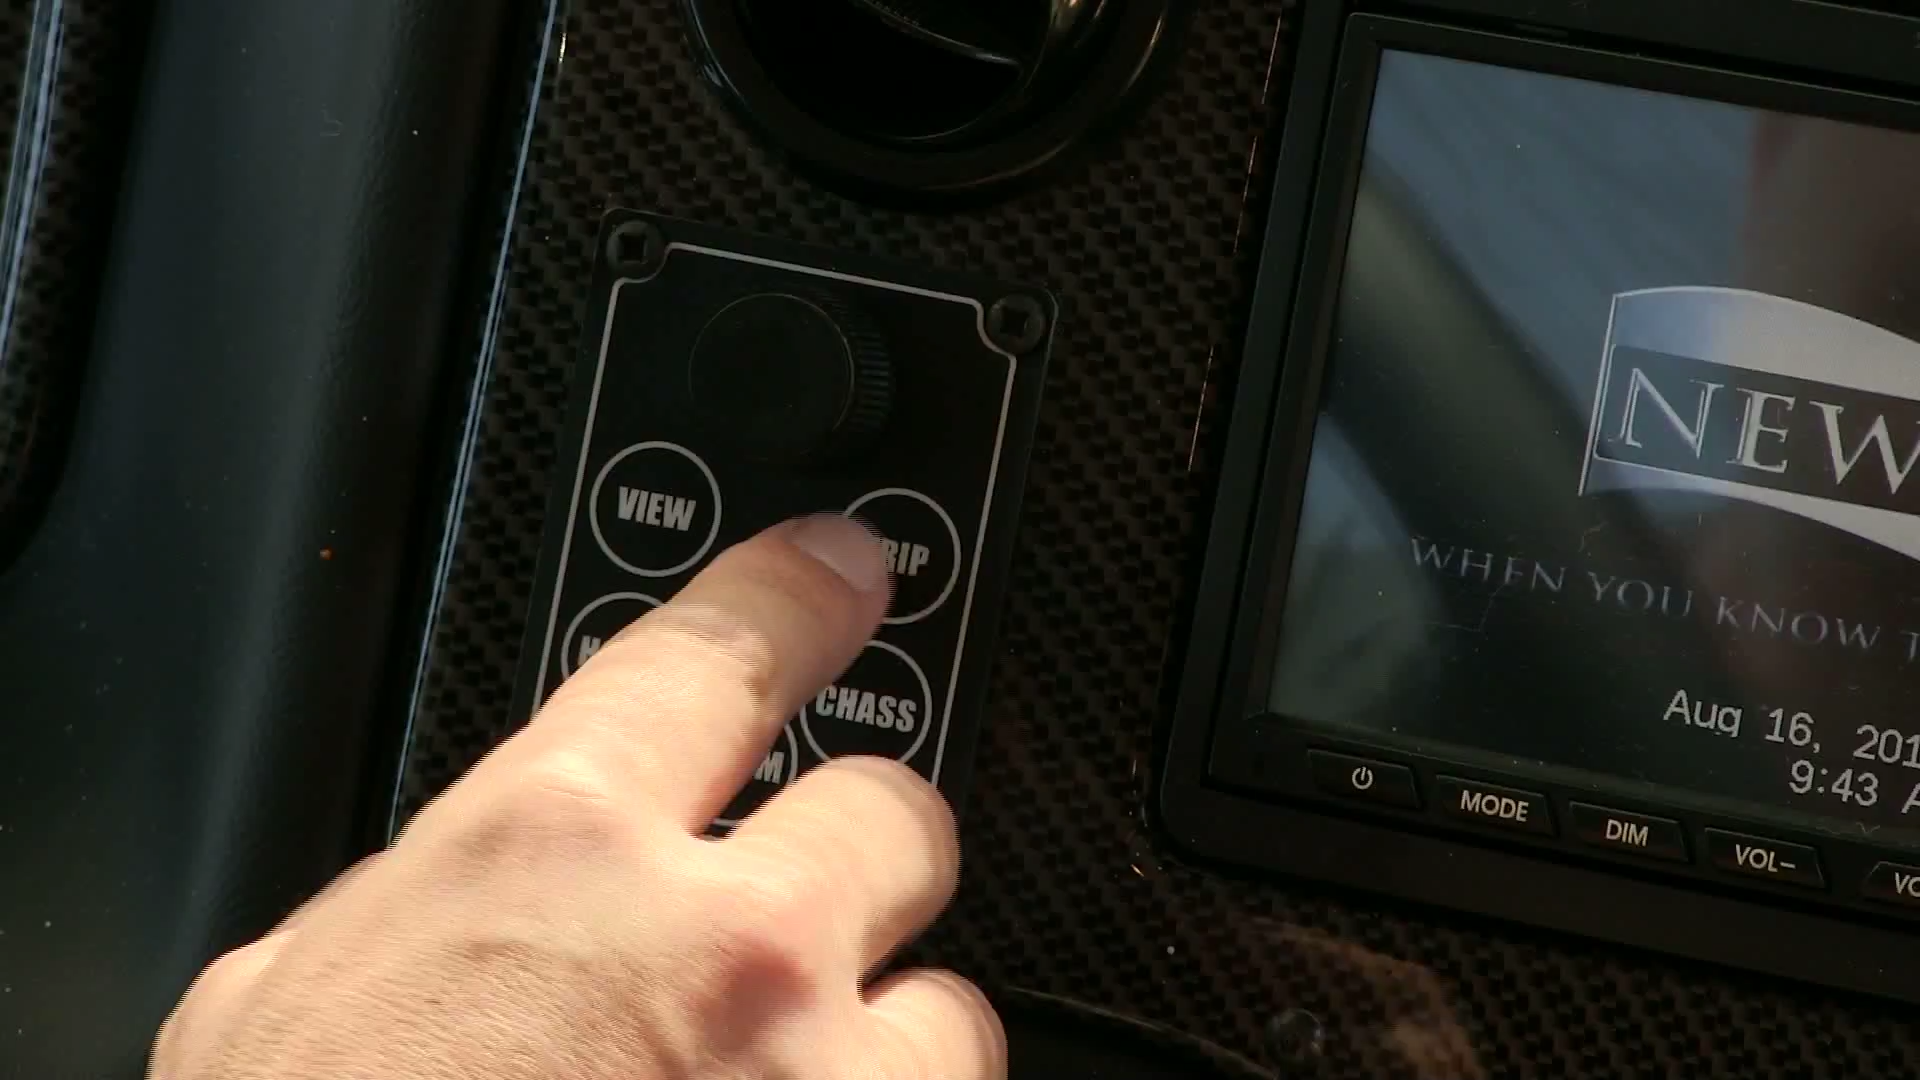 VIEW
RIP
H
CHASS
M
NEW
WHEN YOU KNOW T
Aug 16, 201
9:43 A
MODE
DIM
VOL-
VO